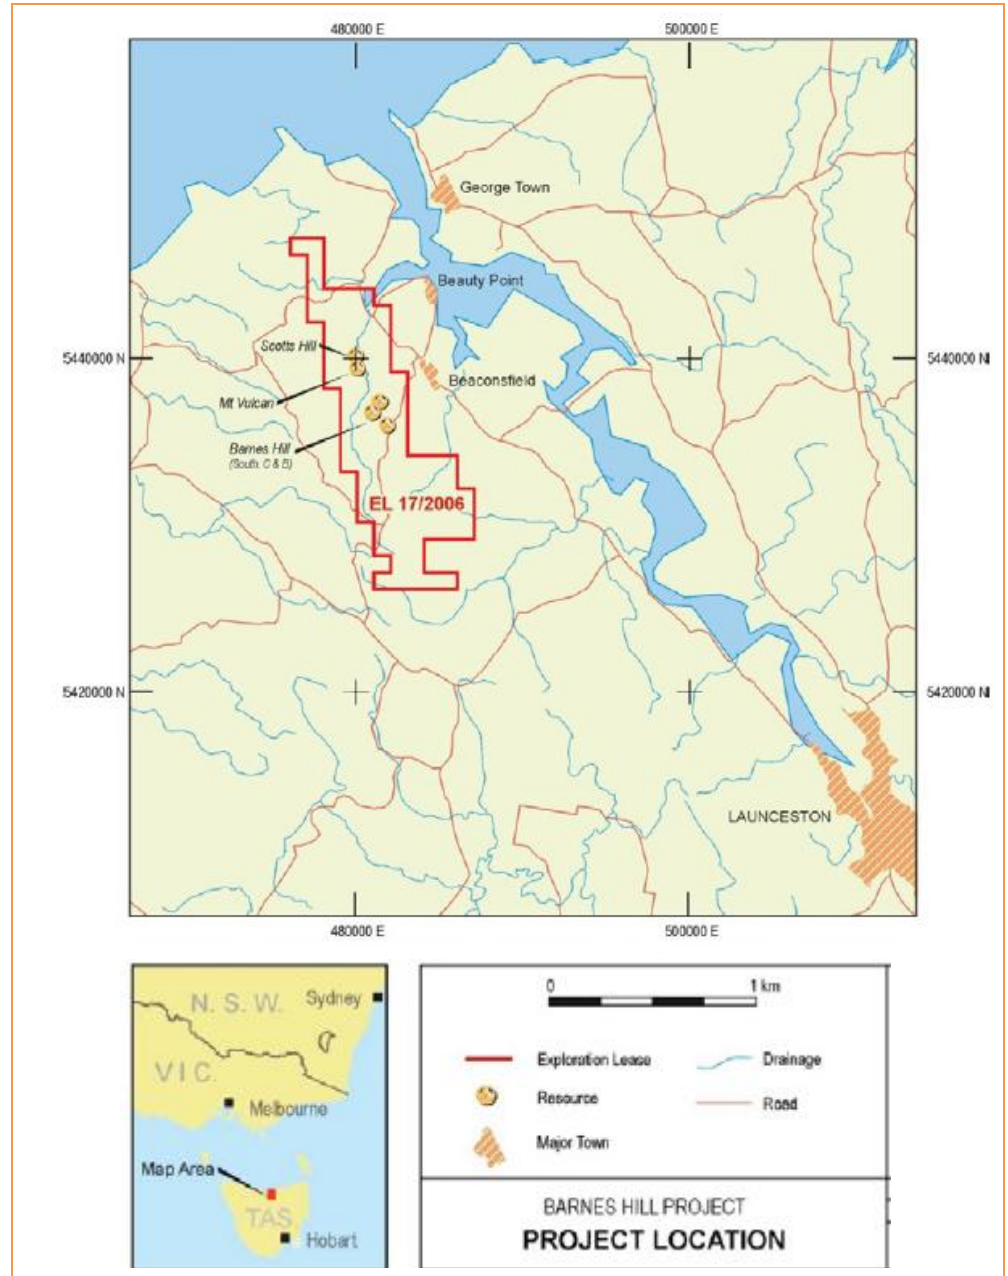 480000 E
500000 E
George Town
Beauty Point
Scotts Hill
5440000 N
5440000 N
Beaconsfield
Mt Vulcan
Barnes Hill
EL 17/2006
5420000 N
5420000 N
LAUNCESTON
480000 E
500000 E
N. S. W.
Sydney
VIC.
Melbourne
Map Area
TAS.
Hobart
0
1 km
Exploration Lease
Drainage
Resource
Road
Major Town
BARNES HILL PROJECT
PROJECT LOCATION